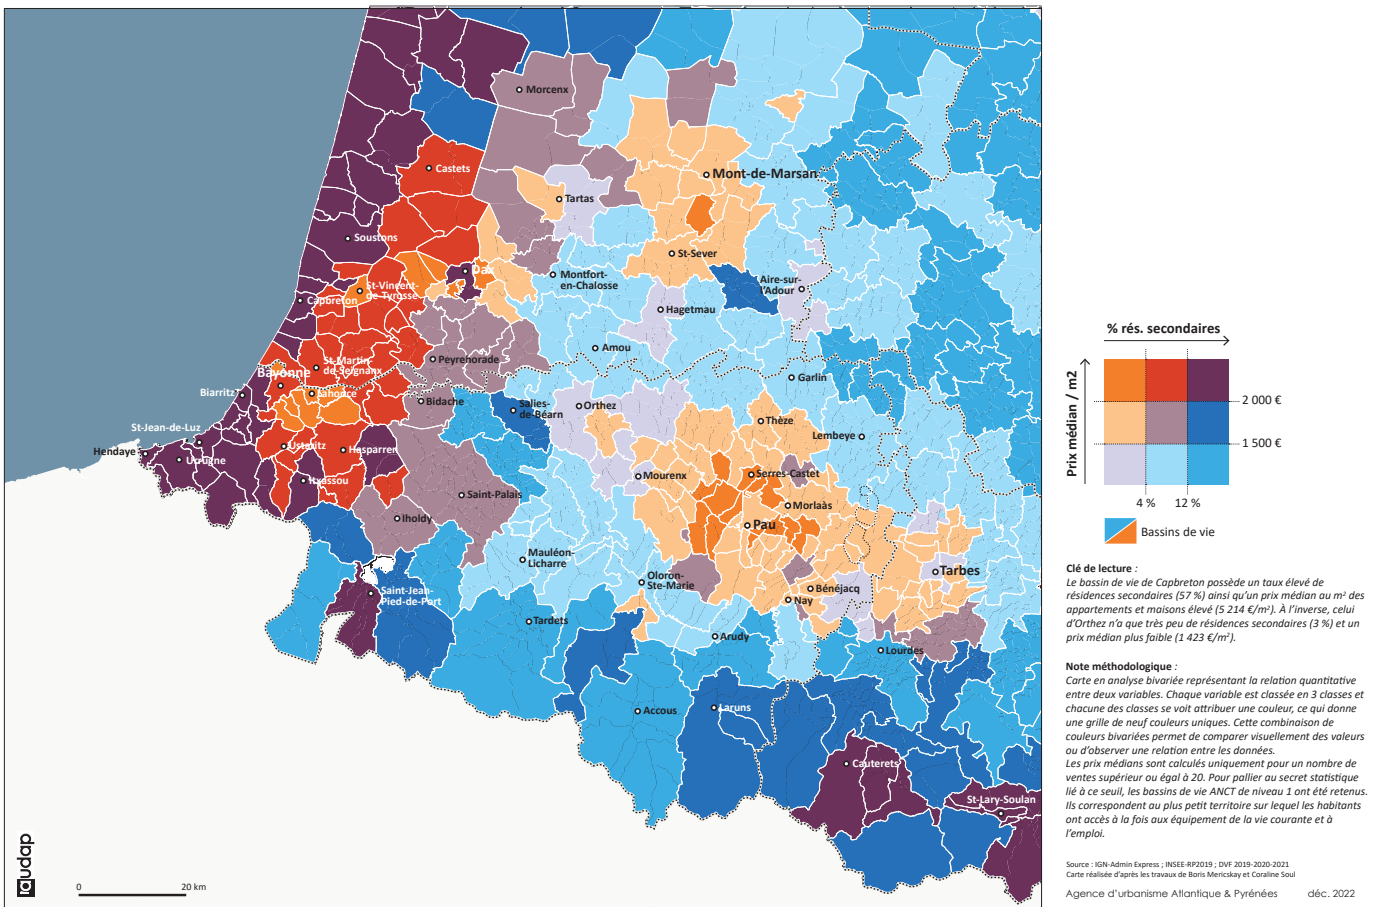 Morcenx
Castets
Mont-de-Marsan
Tartas
Soustons
St-Sever
Dax
Montfort-
en-Chalosse
Aire-sur-
l'Adour
St-Vincent-
de-Tyrosse
Capbreton
Hagetmau
Amou
Peyrehorade
St-Martin-
de-Seignanx
Bayonne
Garlin
Biarritz
Lahonce
Bidache
Salies-
de-Béarn
Orthez
Thèze
St-Jean-de-Luz
Lembeye
Hendaye
Urrugne
Ustaritz
Hasparren
Itxassou
Mourenx
Serres-Castet
Saint-Palais
Morlaàs
Iholdy
Pau
Mauléon-
Licharre
Oloron-
Ste-Marie
Tarbes
Bénéjacq
Nay
Saint-Jean-
Pied-de-Port
Tardets
Arudy
Lourdes
Accous
Laruns
Cauterets
St-Lary-Soulan
audap
0 20 km
% rés. secondaires
Prix médian / m2
2 000 €
1 500 €
4 % 12 %
Bassins de vie
Clé de lecture :
Le bassin de vie de Capbreton possède un taux élevé de
résidences secondaires (57 %) ainsi qu'un prix médian au m² des
appartements et maisons élevé (5 214 €/m²). À l'inverse, celui
d'Orthez n'a que très peu de résidences secondaires (3 %) et un
prix médian plus faible (1 423 €/m²).
Note méthodologique :
Carte en analyse bivariée représentant la relation quantitative
entre deux variables. Chaque variable est classée en 3 classes et
chacune des classes se voit attribuer une couleur, ce qui donne
une grille de neuf couleurs uniques. Cette combinaison de
couleurs bivariées permet de comparer visuellement des valeurs
ou d'observer une relation entre les données.
Les prix médians sont calculés uniquement pour un nombre de
ventes supérieur ou égal à 20. Pour pallier au secret statistique
lié à ce seuil, les bassins de vie ANCT de niveau 1 ont été retenus.
Ils correspondent au plus petit territoire sur lequel les habitants
ont accès à la fois aux équipement de la vie courante et à
l'emploi.
Source : IGN-Admin Express ; INSEE-RP2019 ; DVF 2019-2020-2021
Carte réalisée d'après les travaux de Boris Mericskay et Coraline Soul
Agence d'urbanisme Atlantique & Pyrénées déc. 2022